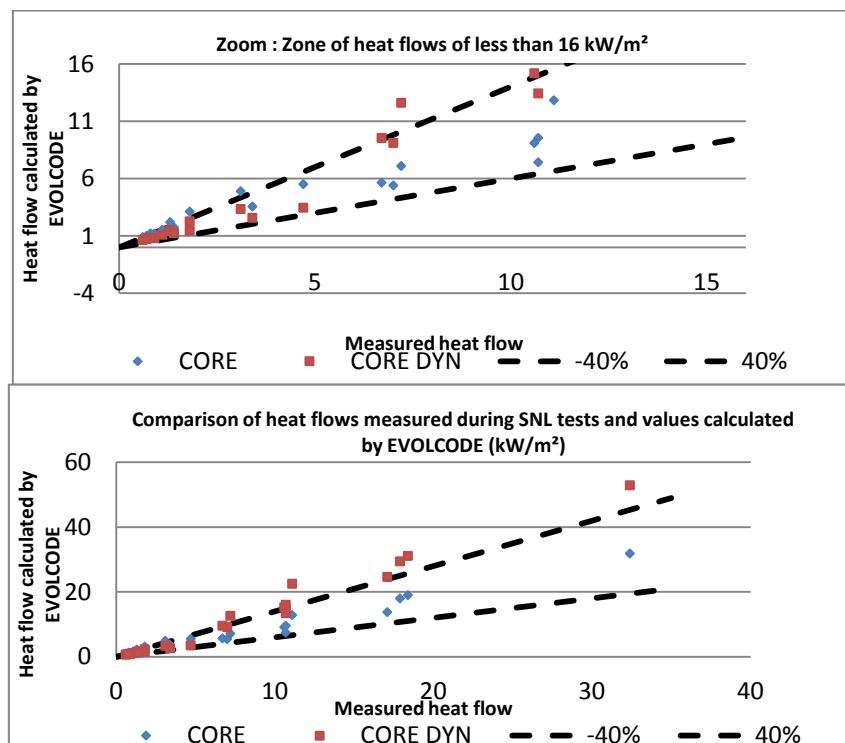 Zoom : Zone of heat flows of less than 16 kW/m²
Heat flow calculated by
EVOLCODE
16
11
6
1
-4
0
5
10
15
Measured heat flow
CORE
CORE DYN
-40%
40%
Comparison of heat flows measured during SNL tests and values calculated
by EVOLCODE (kW/m²)
Heat flow calculated by
EVOLCODE
60
40
20
0
0
10
20
30
40
Measured heat flow
CORE
CORE DYN
-40%
40%